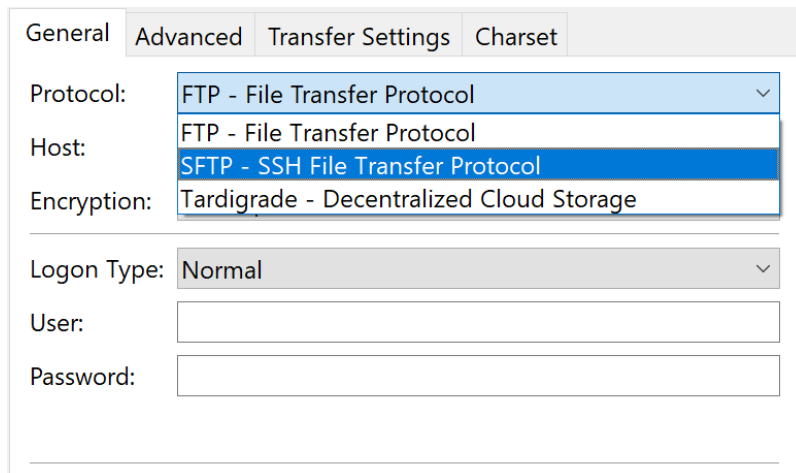 General Advanced Transfer Settings Charset
Protocol: FTP - File Transfer Protocol
FTP - File Transfer Protocol
Host:
SFTP - SSH File Transfer Protocol
Encryption: Tardigrade - Decentralized Cloud Storage
Logon Type: Normal
User:
Password: